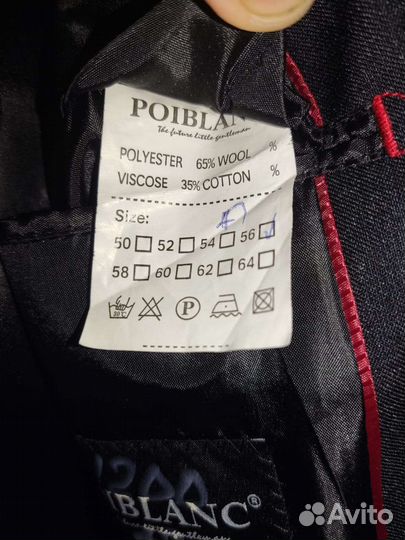 POIBLANC
The future little gentleman
POLYESTER 65% WOOL %
VISCOSE 35% COTTON %
Size:
50 52 54 56
58 60 62 64
30°C P
1200
IBLANC®
Avito